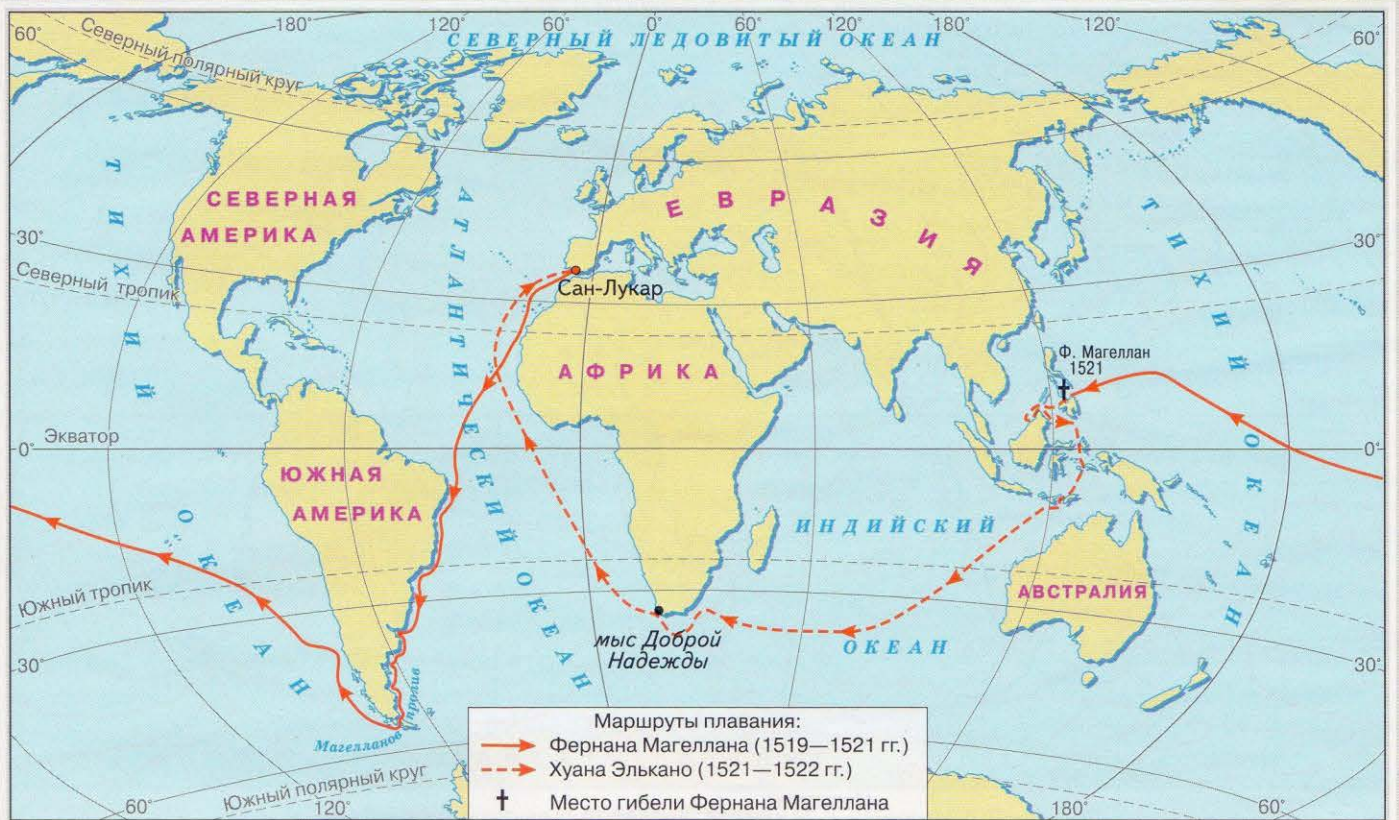 180°
120°
60°
0°
60°
120°
180°
120°
60°
60°
СЕВЕРНЫЙ ЛЕДОВИТЫЙ ОКЕАН
Северный полярный круг
ТИХИЙ
СЕВЕРНАЯ
АМЕРИКА
АТЛАНТИЧЕСКИЙ ОКЕАН
ЕВРАЗИЯ
ТИХИЙ
ОКЕАН
30°
30°
Северный тропик
Сан-Лукар
АФРИКА
Ф. Магеллан
1521
Экватор
0°
0°
ЮЖНАЯ
АМЕРИКА
ОКЕАН
ИНДИЙСКИЙ
ОКЕАН
АВСТРАЛИЯ
Южный тропик
мыс Доброй
Надежды
30°
30°
Магелланов пролив
Южный полярный круг
60°
120°
180°
60°
Маршруты плавания:
Фернана Магеллана (1519—1521 гг.)
Хуана Элькано (1521—1522 гг.)
Место гибели Фернана Магеллана